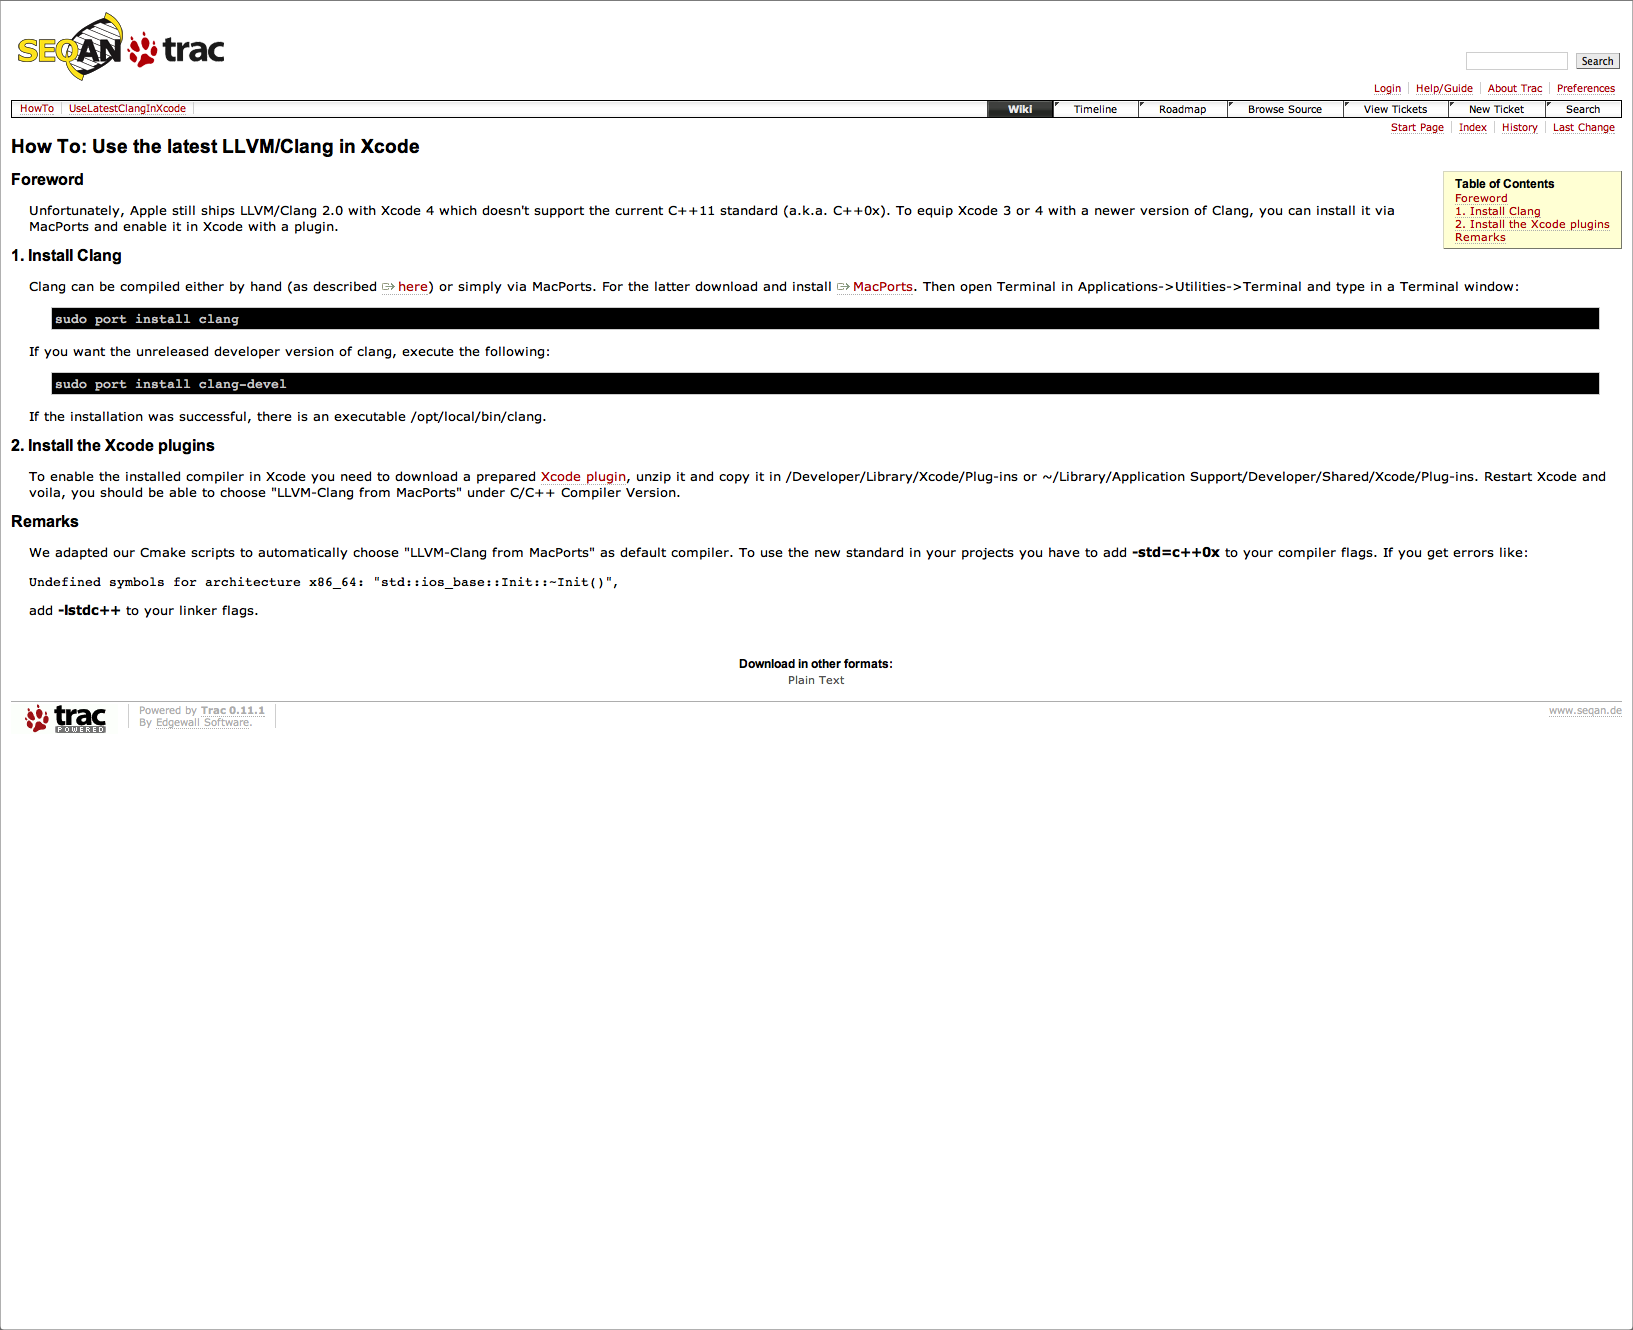 SEQAN trac
Search
Login Help/Guide About Trac Preferences
HowTo UseLatestClangInXcode Wiki Timeline Roadmap Browse Source View Tickets New Ticket Search
Start Page Index History Last Change
How To: Use the latest LLVM/Clang in Xcode
Foreword
Unfortunately, Apple still ships LLVM/Clang 2.0 with Xcode 4 which doesn't support the current C++11 standard (a.k.a. C++0x). To equip Xcode 3 or 4 with a newer version of Clang, you can install it via
MacPorts and enable it in Xcode with a plugin.
Table of Contents
Foreword
1. Install Clang
2. Install the Xcode plugins
Remarks
1. Install Clang
Clang can be compiled either by hand (as described here) or simply via MacPorts. For the latter download and install MacPorts. Then open Terminal in Applications->Utilities->Terminal and type in a Terminal window:
sudo port install clang
If you want the unreleased developer version of clang, execute the following:
sudo port install clang-devel
If the installation was successful, there is an executable /opt/local/bin/clang.
2. Install the Xcode plugins
To enable the installed compiler in Xcode you need to download a prepared Xcode plugin, unzip it and copy it in /Developer/Library/Xcode/Plug-ins or ~/Library/Application Support/Developer/Shared/Xcode/Plug-ins. Restart Xcode and
voila, you should be able to choose "LLVM-Clang from MacPorts" under C/C++ Compiler Version.
Remarks
We adapted our Cmake scripts to automatically choose "LLVM-Clang from MacPorts" as default compiler. To use the new standard in your projects you have to add -std=c++0x to your compiler flags. If you get errors like:
Undefined symbols for architecture x86_64: "std::ios_base::Init::~Init()",
add -lstdc++ to your linker flags.
Download in other formats:
Plain Text
trac POWERED
Powered by Trac 0.11.1
By Edgewall Software.
www.seqan.de